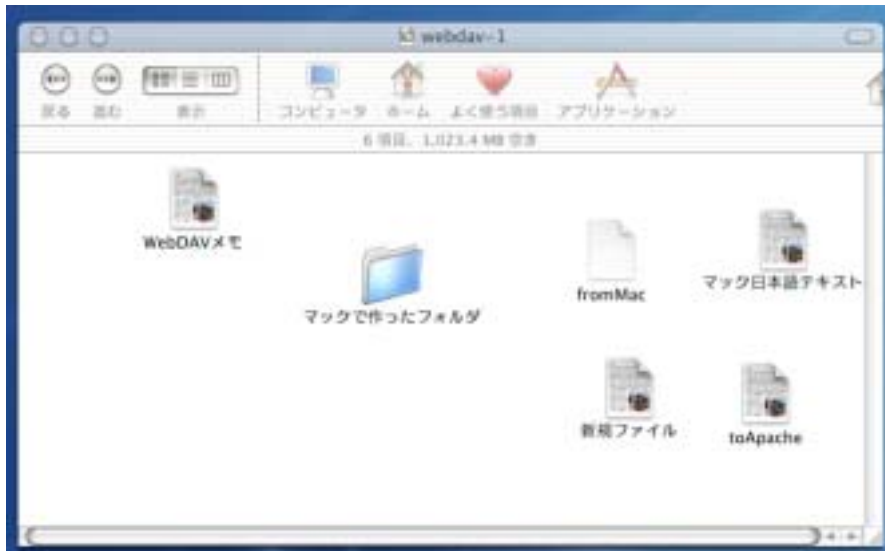 webdav-1
戻る 進む 表示 コンピュータ ホーム よく使う項目 アプリケーション
6 項目、1,023.4 MB 空き
WebDAVメモ
マックで作ったフォルダ
fromMac
マック日本語テキスト
新規ファイル
toApache